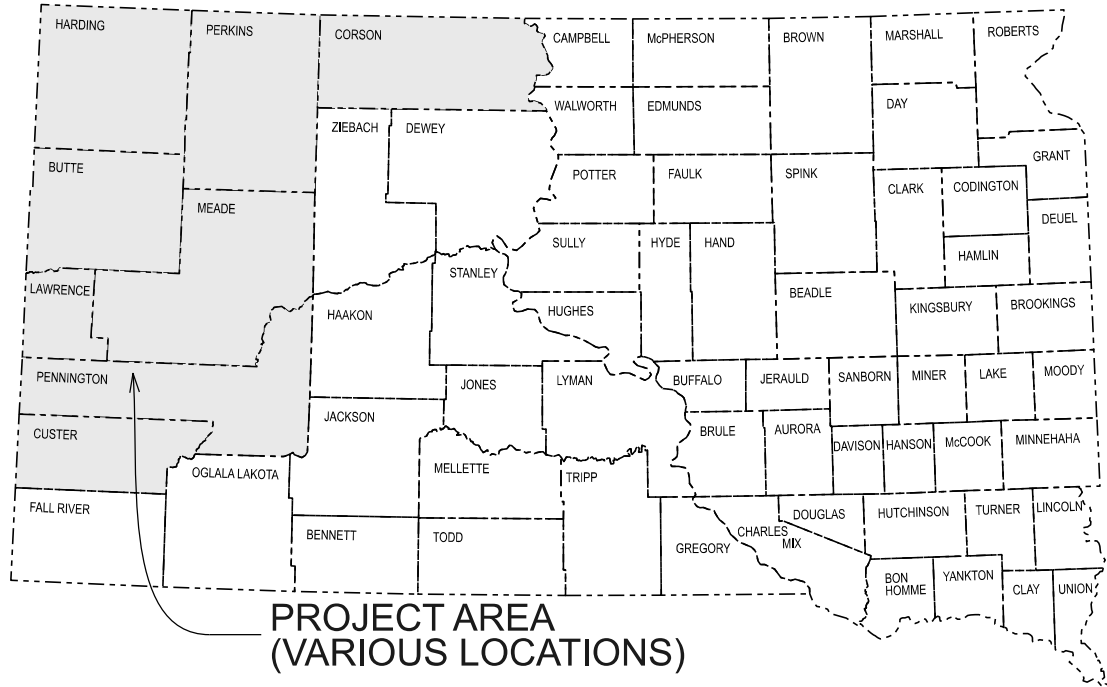 HARDING
PERKINS
CORSON
CAMPBELL
McPHERSON
BROWN
MARSHALL
ROBERTS
WALWORTH
EDMUNDS
DAY
ZIEBACH
DEWEY
BUTTE
POTTER
FAULK
SPINK
GRANT
CLARK
CODINGTON
MEADE
DEUEL
SULLY
HYDE
HAND
HAMLIN
STANLEY
LAWRENCE
BEADLE
KINGSBURY
BROOKINGS
HAAKON
HUGHES
PENNINGTON
JONES
LYMAN
BUFFALO
JERAULD
SANBORN
MINER
LAKE
MOODY
JACKSON
CUSTER
BRULE
AURORA
DAVISON
HANSON
McCOOK
MINNEHAHA
OGLALA LAKOTA
MELLETTE
TRIPP
FALL RIVER
DOUGLAS
HUTCHINSON
TURNER
LINCOLN
BENNETT
TODD
GREGORY
CHARLES
MIX
BON
HOMME
YANKTON
CLAY
UNION
PROJECT AREA
(VARIOUS LOCATIONS)